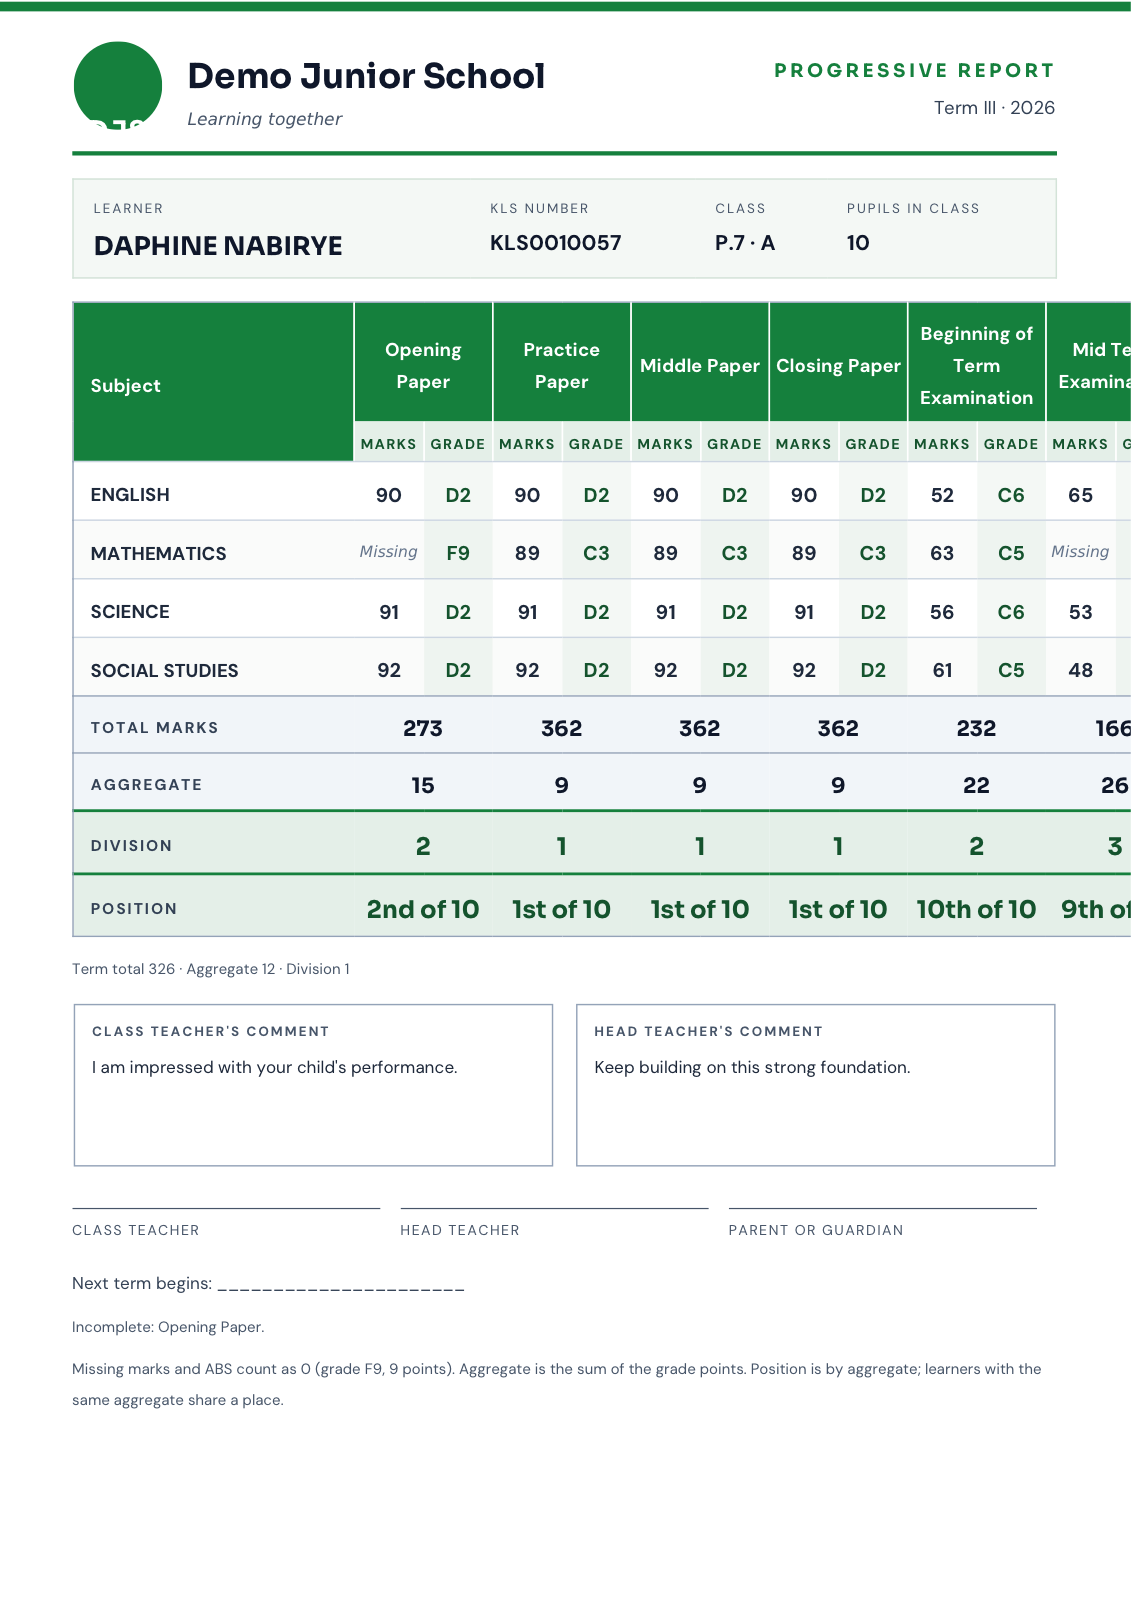 Demo Junior School
Learning together
PROGRESSIVE REPORT
Term III · 2026
LEARNER KLS NUMBER CLASS PUPILS IN CLASS
DAPHINE NABIRYE KLS0010057 P.7 · A 10
Subject
Opening Paper
Practice Paper
Middle Paper
Closing Paper
Beginning of Term Examination
Mid
MARKS GRADE MARKS GRADE MARKS GRADE MARKS GRADE MARKS GRADE MARKS
ENGLISH 90 D2 90 D2 90 D2 90 D2 52 C6 65
MATHEMATICS Missing F9 89 C3 89 C3 89 C3 63 C5 Missing
SCIENCE 91 D2 91 D2 91 D2 91 D2 56 C6 53
SOCIAL STUDIES 92 D2 92 D2 92 D2 92 D2 61 C5 48
TOTAL MARKS 273 362 362 362 232 166
AGGREGATE 15 9 9 9 22 26
DIVISION 2 1 1 1 2 3
POSITION 2nd of 10 1st of 10 1st of 10 1st of 10 10th of 10 9th of
Term total 326 · Aggregate 12 · Division 1
CLASS TEACHER'S COMMENT
I am impressed with your child's performance.
HEAD TEACHER'S COMMENT
Keep building on this strong foundation.
CLASS TEACHER HEAD TEACHER PARENT OR GUARDIAN
Next term begins: ______________________
Incomplete: Opening Paper.
Missing marks and ABS count as 0 (grade F9, 9 points). Aggregate is the sum of the grade points. Position is by aggregate; learners with the
same aggregate share a place.